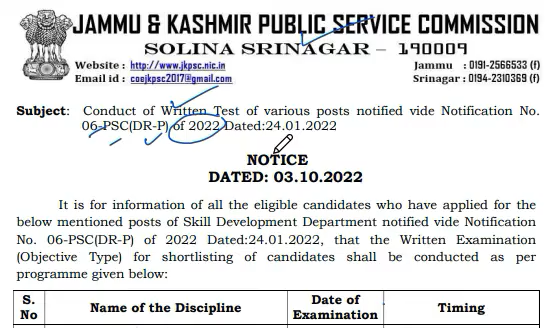 JAMMU & KASHMIR PUBLIC SERVICE COMMISSION
SOLINA SRINAGAR – 190009
Website : http://www.jkpsc.nic.in Jammu : 0191-2566533 (f)
Email id : coejkpsc2017@gmail.com Srinagar : 0194-2310369 (f)
Subject: Conduct of Written Test of various posts notified vide Notification No.
06-PSC(DR-P) of 2022 Dated:24.01.2022
NOTICE
DATED: 03.10.2022
It is for information of all the eligible candidates who have applied for the
below mentioned posts of Skill Development Department notified vide Notification
No. 06-PSC(DR-P) of 2022 Dated:24.01.2022, that the Written Examination
(Objective Type) for shortlisting of candidates shall be conducted as per
programme given below:
S. No Name of the Discipline Date of Examination Timing